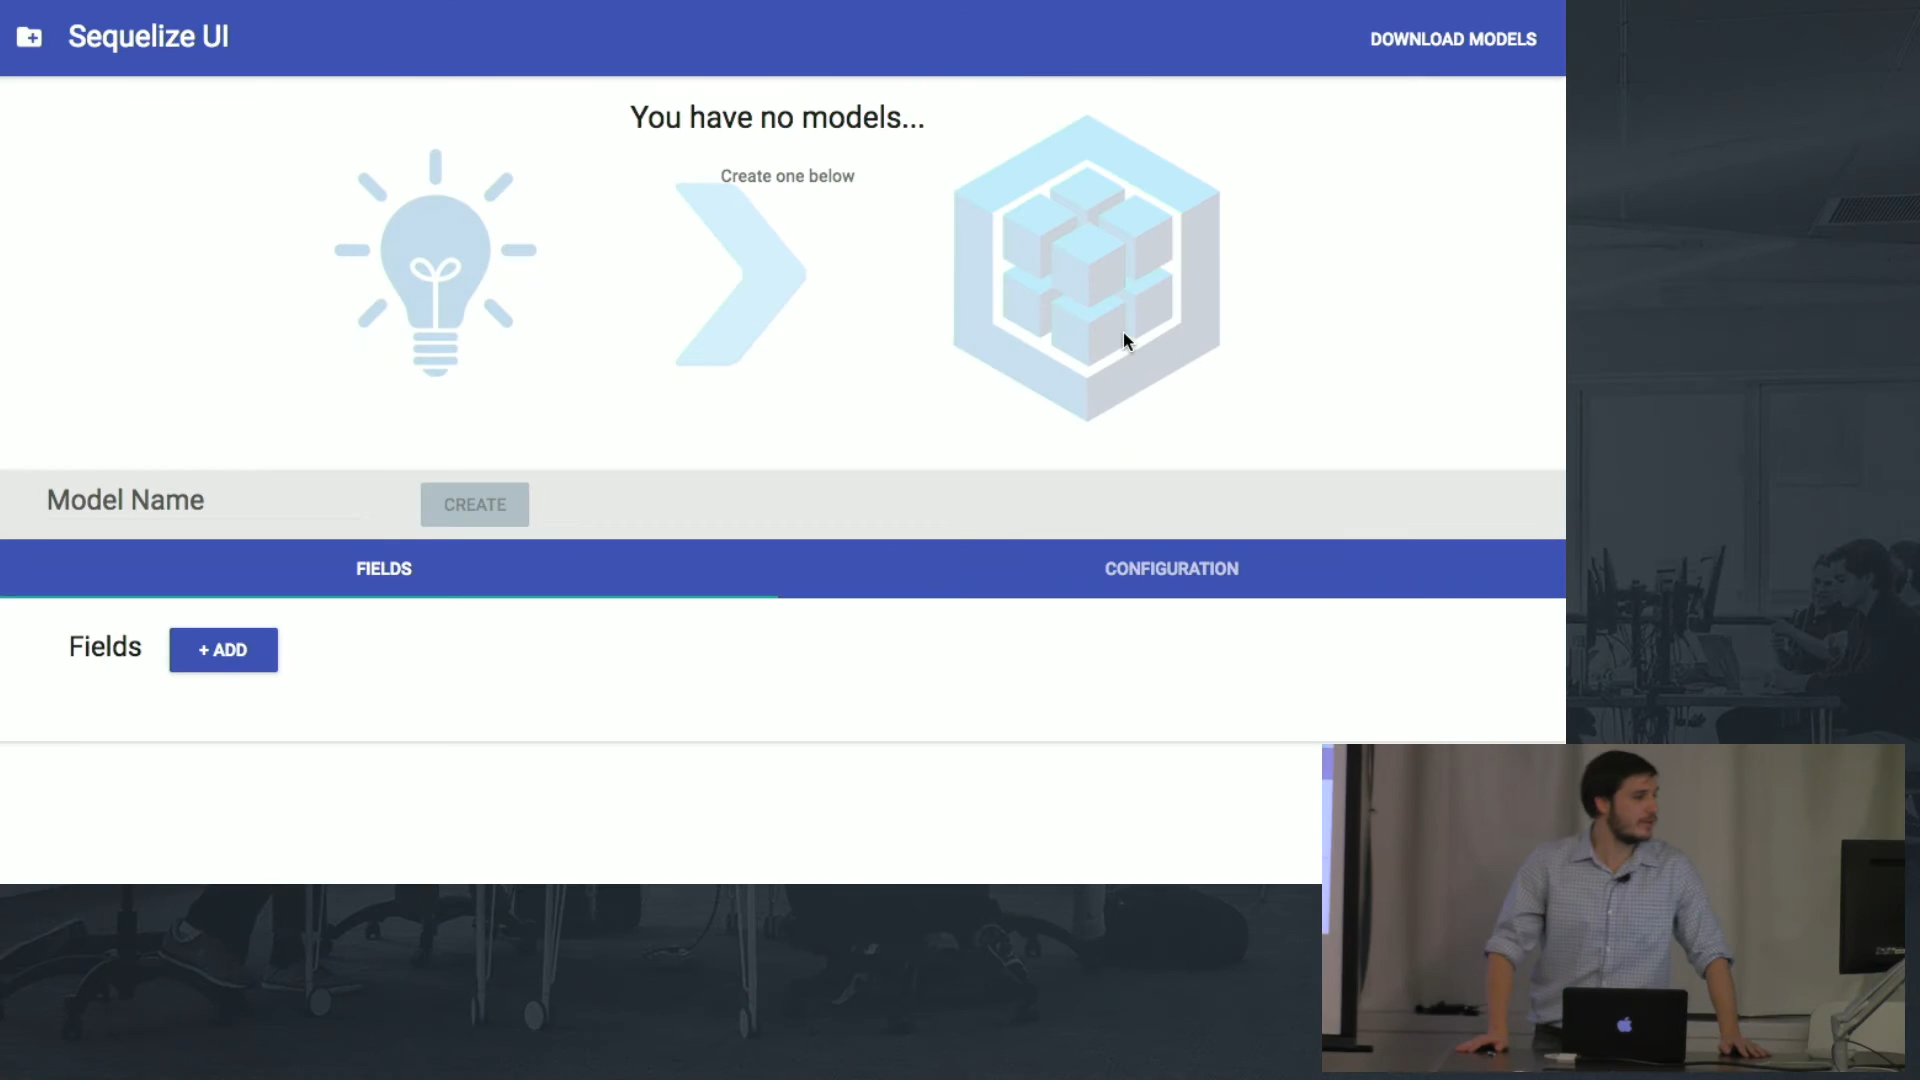 Sequelize UI
DOWNLOAD MODELS
You have no models...
Create one below
Model Name
CREATE
FIELDS
CONFIGURATION
Fields
+ ADD